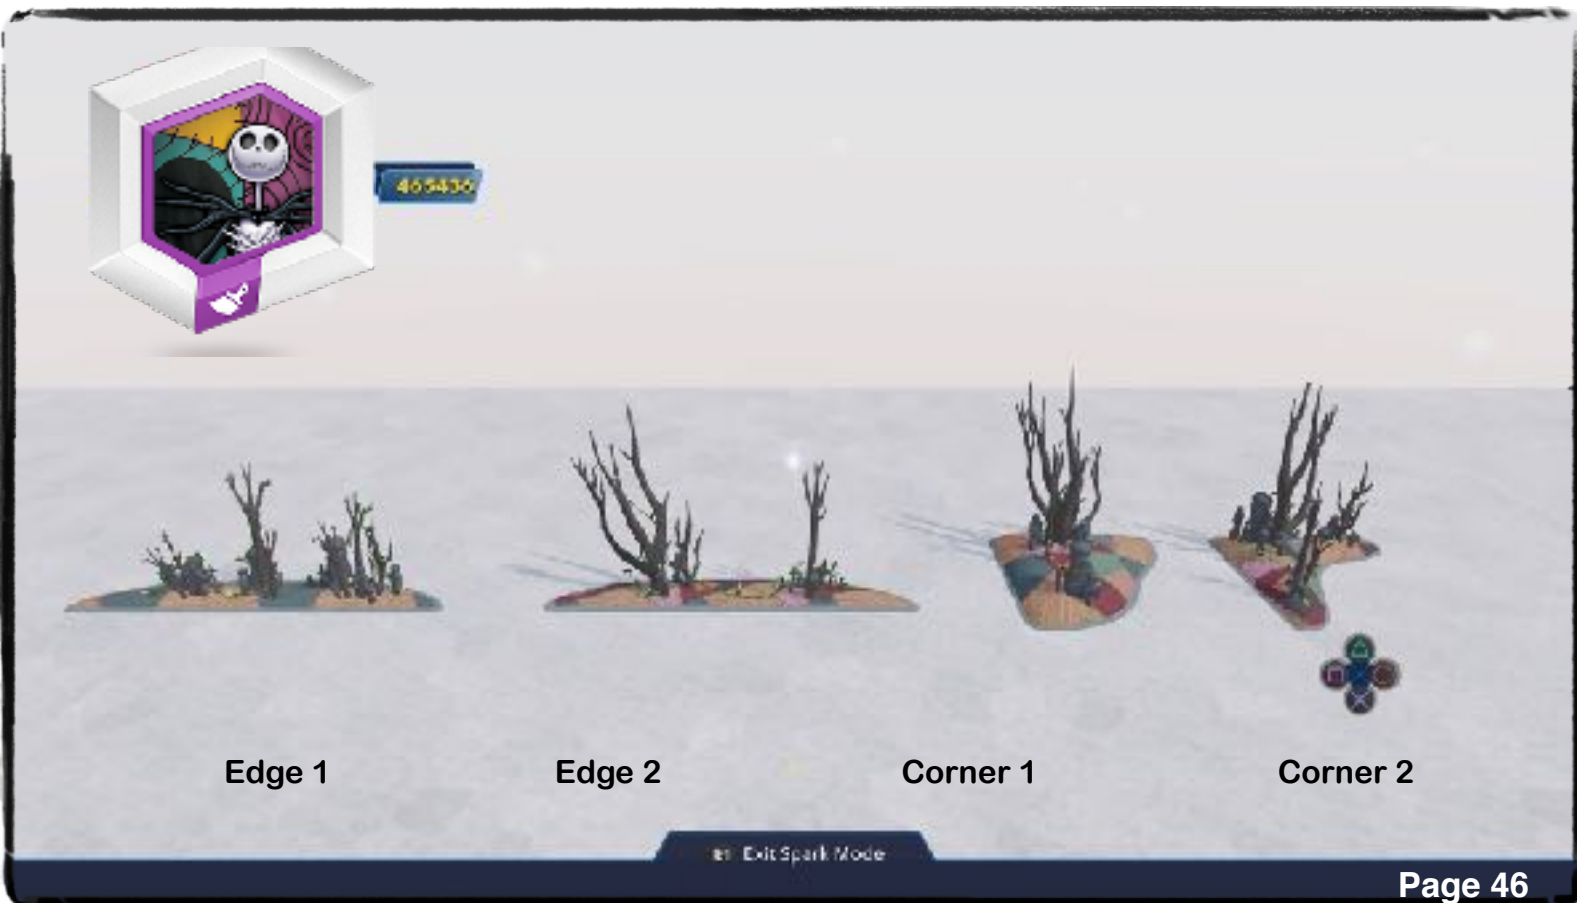 465436
Edge 1
Edge 2
Corner 1
Corner 2
Exit Spark Mode
Page 46